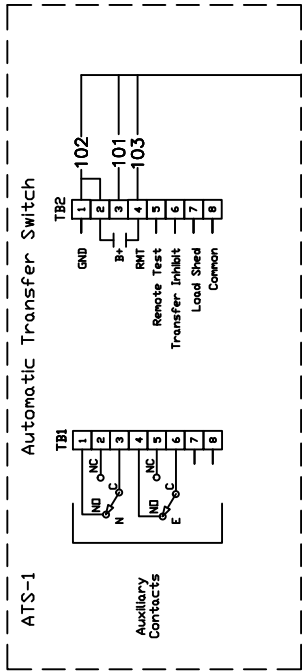 ATS-1
Automatic Transfer Switch
Auxiliary
Contacts
TB1
1
2
3
4
5
6
7
8
NO
NC
C
N
NO
NC
C
E
TB2
GND
B+
RMT
Remote Test
Transfer Inhibit
Load Shed
Common
1
2
3
4
5
6
7
8
102
101
103